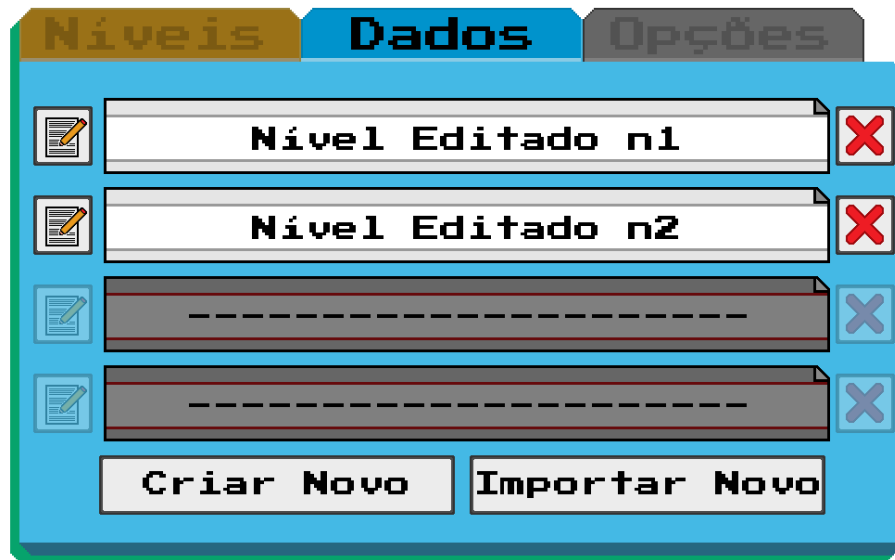 Níveis Dados Opções
Nível Editado n1
Nível Editado n2
----------------------
----------------------
Criar Novo Importar Novo